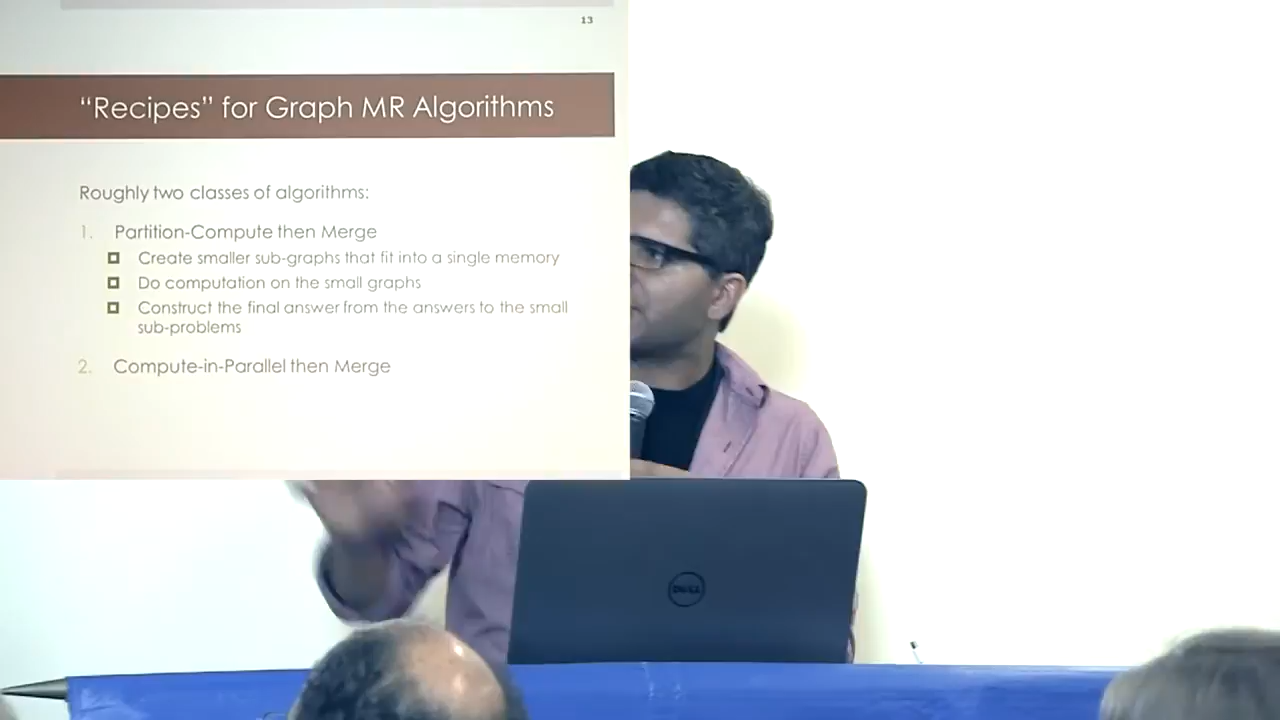 13
“Recipes” for Graph MR Algorithms
Roughly two classes of algorithms:
1. Partition-Compute then Merge
Create smaller sub-graphs that fit into a single memory
Do computation on the small graphs
Construct the final answer from the answers to the small
sub-problems
2. Compute-in-Parallel then Merge
DELL